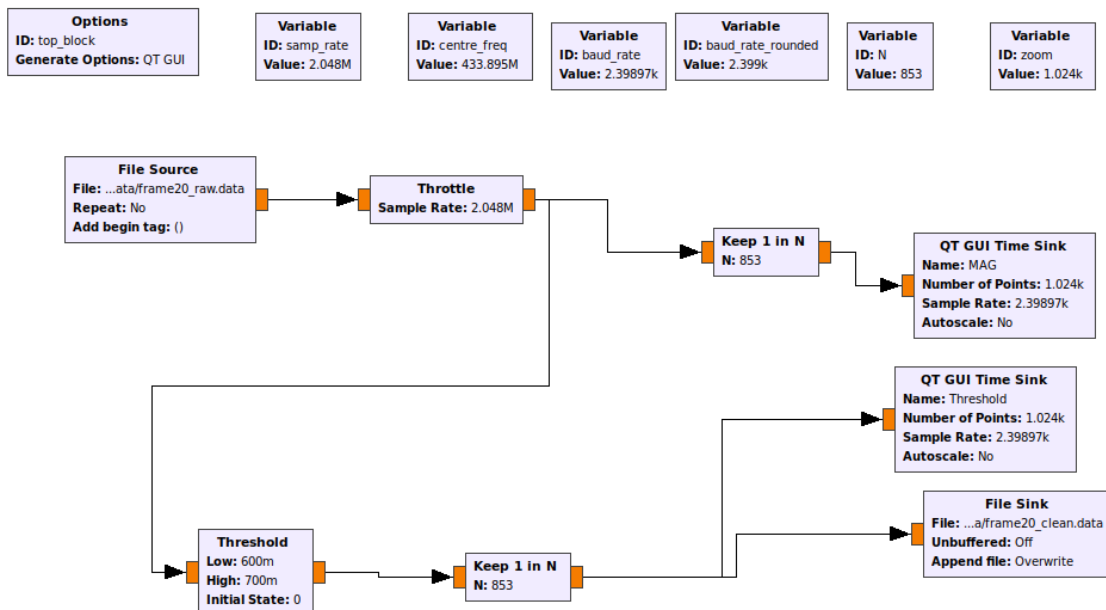 Options
ID: top_block
Generate Options: QT GUI
Variable
ID: samp_rate
Value: 2.048M
Variable
ID: centre_freq
Value: 433.895M
Variable
ID: baud_rate
Value: 2.39897k
Variable
ID: baud_rate_rounded
Value: 2.399k
Variable
ID: N
Value: 853
Variable
ID: zoom
Value: 1.024k
File Source
File: ...ata/frame20_raw.data
Repeat: No
Add begin tag: ()
Throttle
Sample Rate: 2.048M
Keep 1 in N
N: 853
QT GUI Time Sink
Name: MAG
Number of Points: 1.024k
Sample Rate: 2.39897k
Autoscale: No
QT GUI Time Sink
Name: Threshold
Number of Points: 1.024k
Sample Rate: 2.39897k
Autoscale: No
Threshold
Low: 600m
High: 700m
Initial State: 0
Keep 1 in N
N: 853
File Sink
File: ...a/frame20_clean.data
Unbuffered: Off
Append file: Overwrite